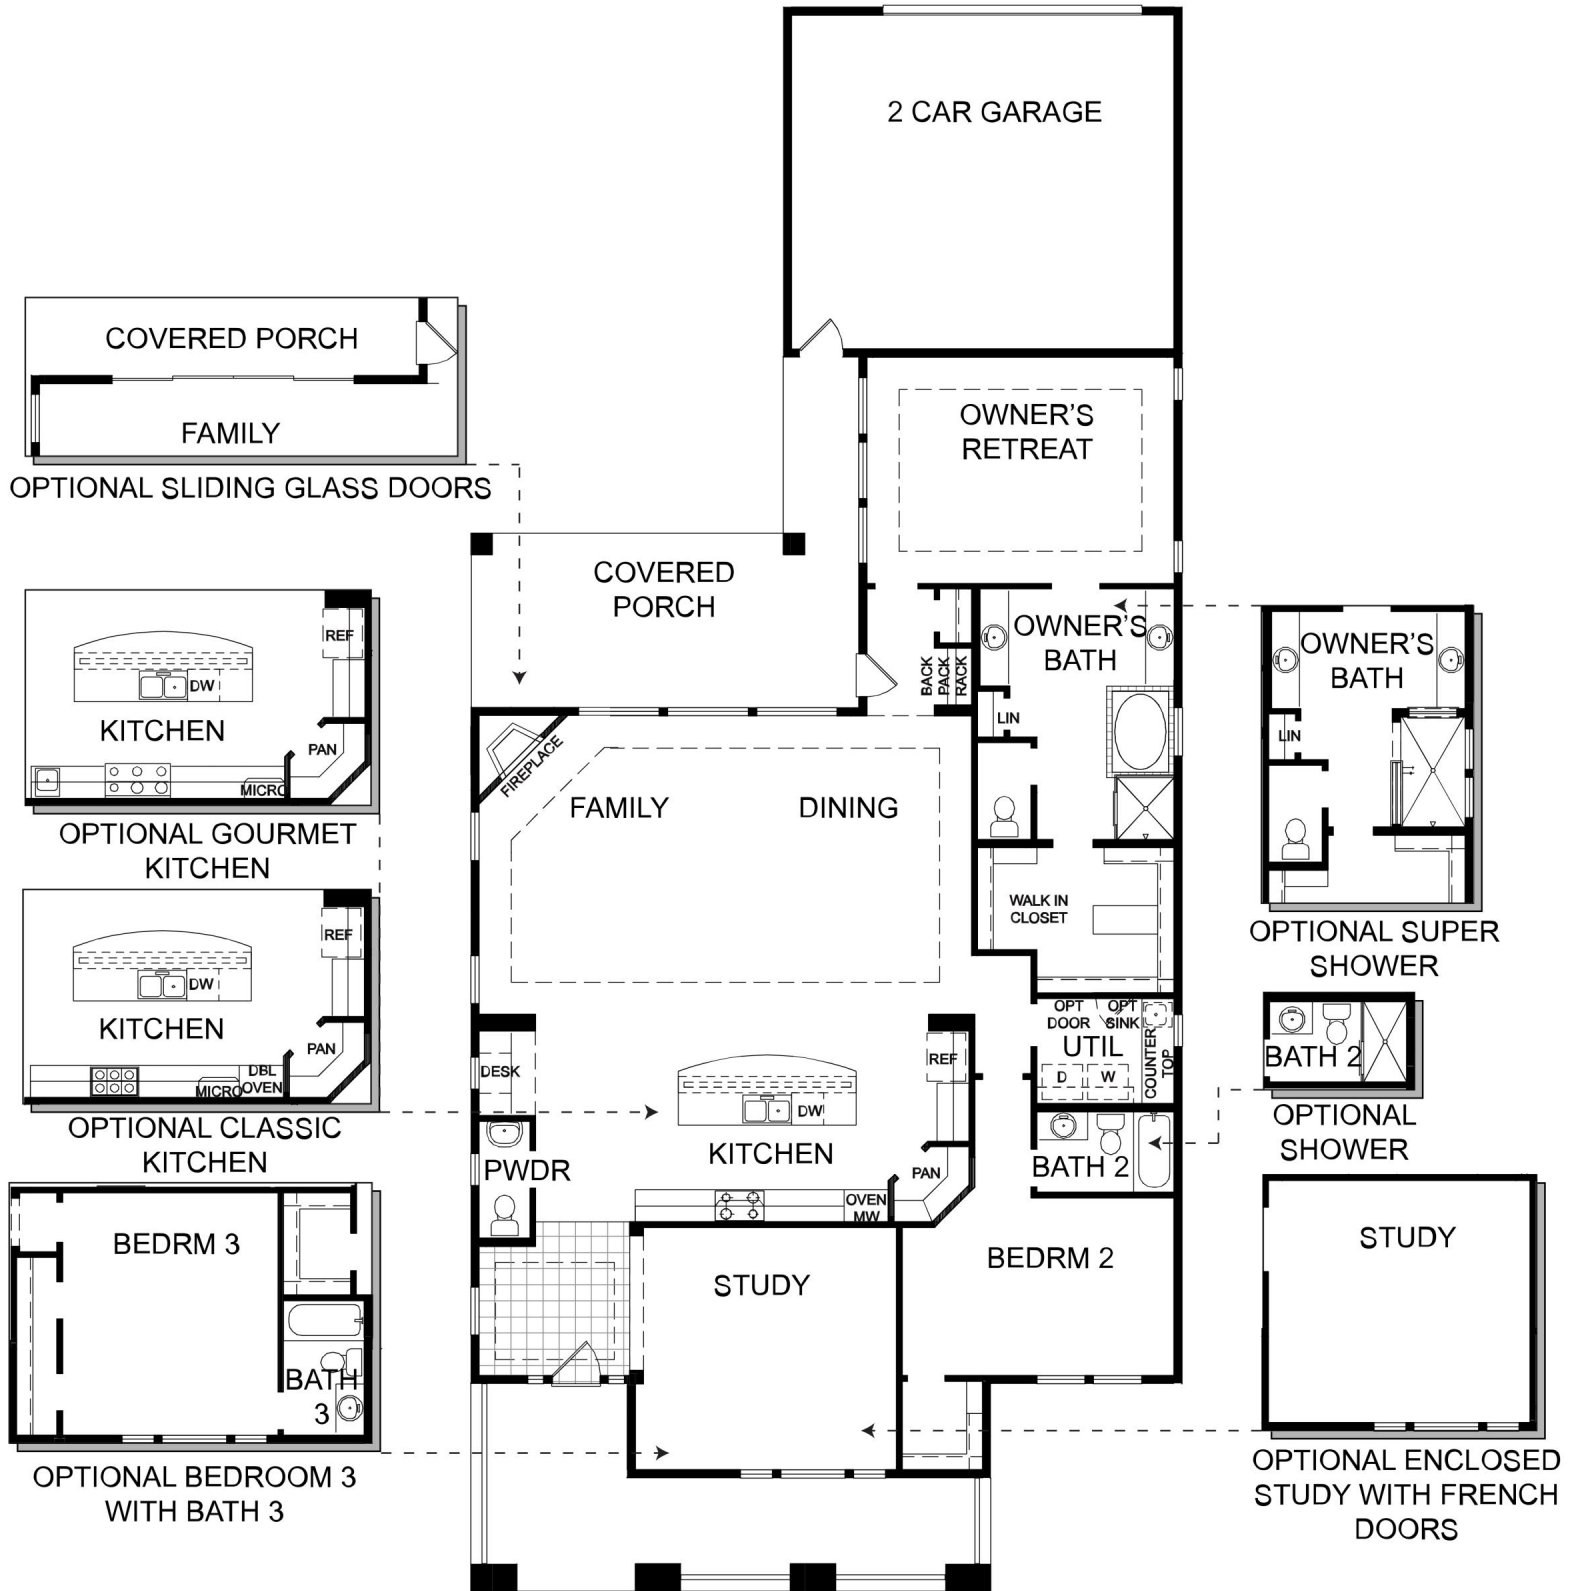 2 CAR GARAGE
COVERED PORCH
FAMILY
OPTIONAL SLIDING GLASS DOORS
OWNER'S
RETREAT
COVERED
PORCH
BACK
PACK
RACK
OWNER'S
BATH
LIN
FIREPLACE
FAMILY
DINING
WALK IN
CLOSET
OPT
DOOR
OPT
SINK
UTIL
COUNTER
TOP
D
W
DESK
REF
DW
KITCHEN
PAN
OVEN
MW
PWDR
BATH 2
STUDY
BEDRM 2
REF
DW
KITCHEN
PAN
MICRO
OPTIONAL GOURMET
KITCHEN
REF
DW
KITCHEN
PAN
DBL
OVEN
MICRO
OPTIONAL CLASSIC
KITCHEN
BEDRM 3
BATH
3
OPTIONAL BEDROOM 3
WITH BATH 3
OWNER'S
BATH
LIN
OPTIONAL SUPER
SHOWER
BATH 2
OPTIONAL
SHOWER
STUDY
OPTIONAL ENCLOSED
STUDY WITH FRENCH
DOORS